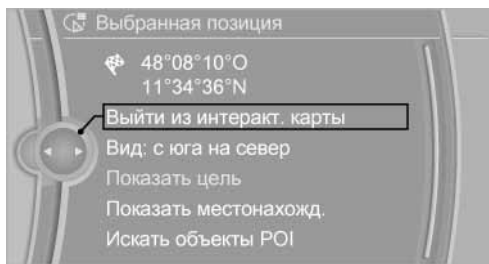 Выбранная позиция
48°08'10"O
11°34'36"N
Выйти из интеракт. карты
Вид: с юга на север
Показать цель
Показать местонахожд.
Искать объекты POI